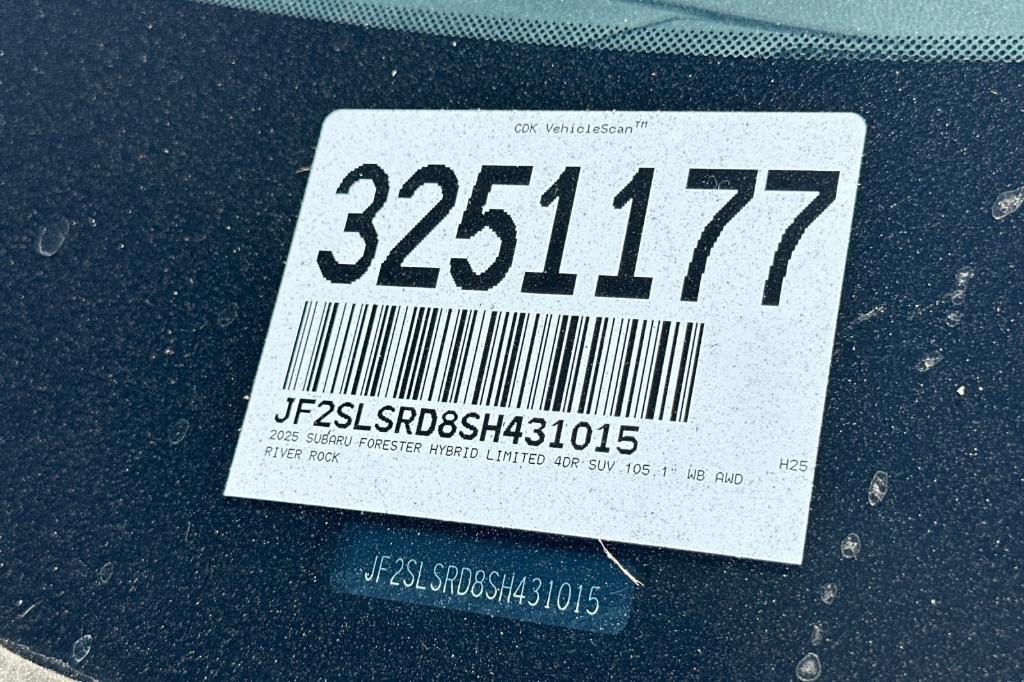 CDK VehicleScan™
3251177
JF2SLSRD8SH431015
2025 SUBARU FORESTER HYBRID LIMITED 4DR SUV 105.1" WB AWD H25
RIVER ROCK
JF2SLSRD8SH431015